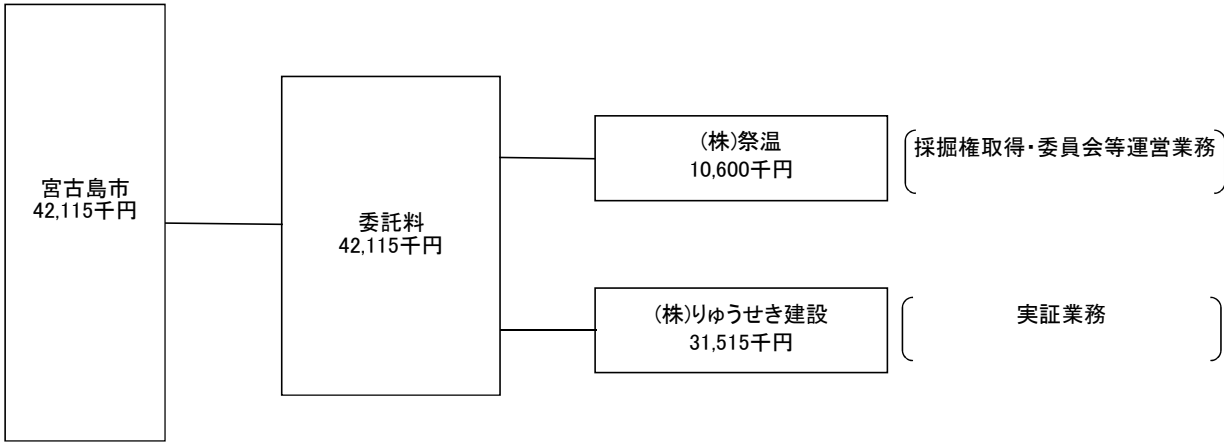 宮古島市
42,115千円
委託料
42,115千円
(株)祭温
10,600千円
採掘権取得・委員会等運営業務
(株)りゅうせき建設
31,515千円
実証業務